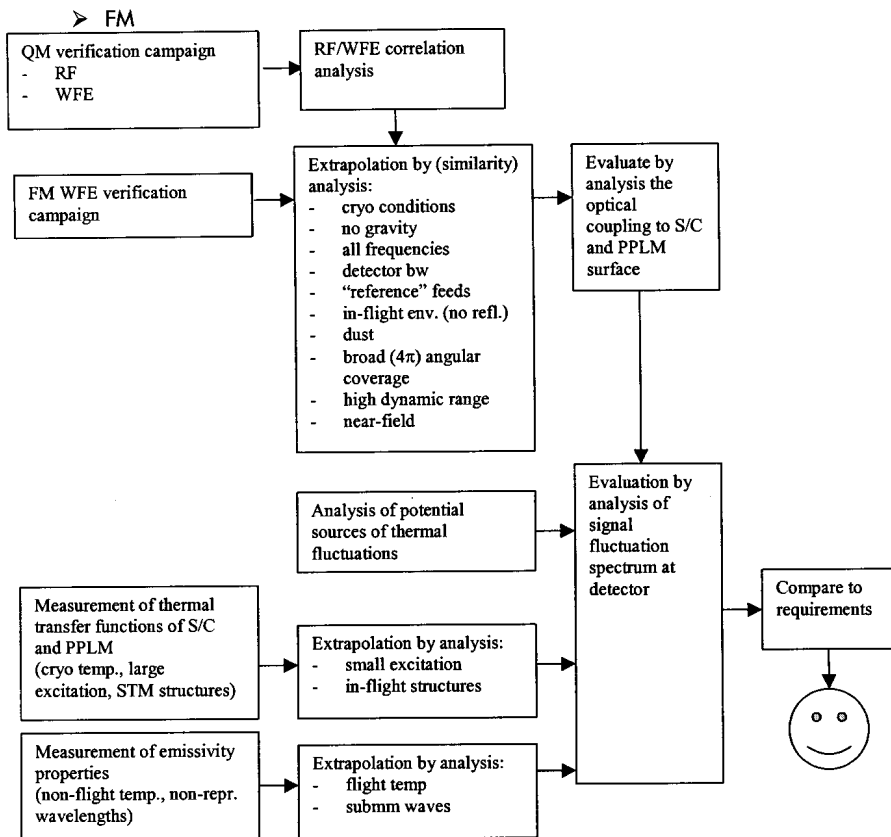 ➢ FM
QM verification campaign
- RF
- WFE
RF/WFE correlation
analysis
FM WFE verification
campaign
Extrapolation by (similarity)
analysis:
- cryo conditions
- no gravity
- all frequencies
- detector bw
- “reference” feeds
- in-flight env. (no refl.)
- dust
- broad (4π) angular
coverage
- high dynamic range
- near-field
Evaluate by
analysis the
optical
coupling to S/C
and PPLM
surface
Analysis of potential
sources of thermal
fluctuations
Evaluation by
analysis of
signal
fluctuation
spectrum at
detector
Compare to
requirements
Measurement of thermal
transfer functions of S/C
and PPLM
(cryo temp., large
excitation, STM structures)
Extrapolation by analysis:
- small excitation
- in-flight structures
Measurement of emissivity
properties
(non-flight temp., non-repr.
wavelengths)
Extrapolation by analysis:
- flight temp
- submm waves